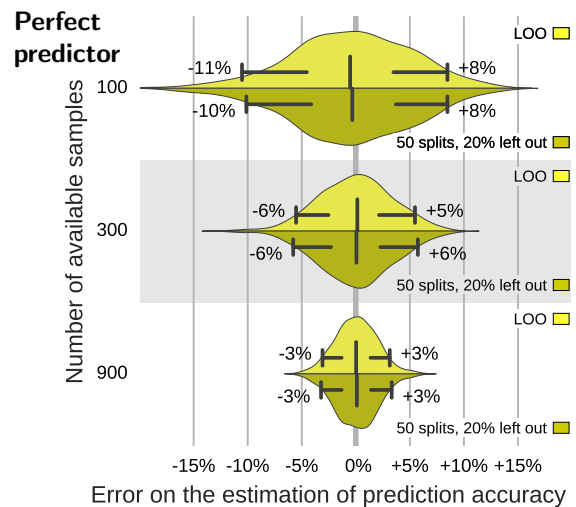 Perfect
predictor
LOO
-11% +8%
100
-10% +8%
50 splits, 20% left out
LOO
-6% +5%
300
-6% +6%
50 splits, 20% left out
LOO
-3% +3%
900
-3% +3%
50 splits, 20% left out
Number of available samples
-15% -10% -5% 0% +5% +10% +15%
Error on the estimation of prediction accuracy